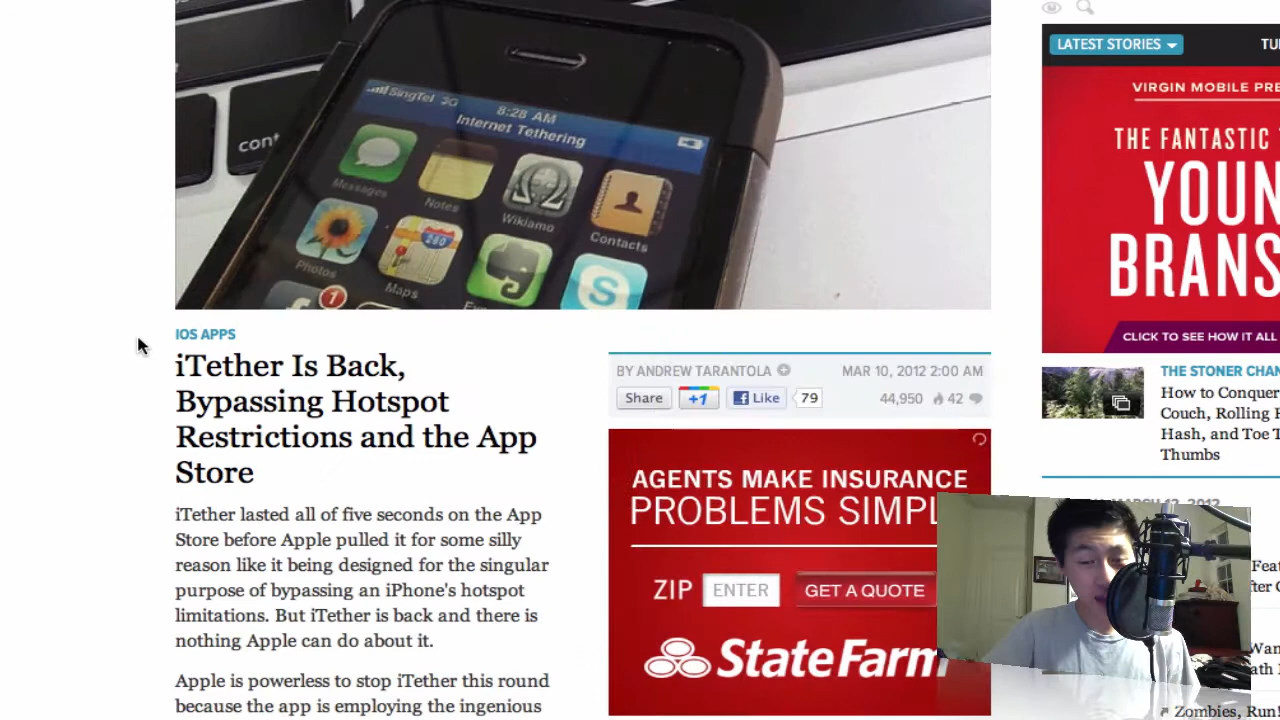 cont
SingTel 3G
8:28 AM
Internet Tethering
Messages
Notes
Wikiamo
Contacts
Photos
Maps
1
280
IOS APPS
iTether Is Back,
Bypassing Hotspot
Restrictions and the App
Store
iTether lasted all of five seconds on the App
Store before Apple pulled it for some silly
reason like it being designed for the singular
purpose of bypassing an iPhone's hotspot
limitations. But iTether is back and there is
nothing Apple can do about it.
Apple is powerless to stop iTether this round
because the app is employing the ingenious
BY ANDREW TARANTOLA
MAR 10, 2012 2:00 AM
Share
+1
Like
79
44,950
42
AGENTS MAKE INSURANCE
PROBLEMS SIMPL
ZIP
ENTER
GET A QUOTE
State Farm
LATEST STORIES
TU
VIRGIN MOBILE PRE
THE FANTASTIC
YOUN
BRANS
CLICK TO SEE HOW IT ALL
THE STONER CHAN
How to Conquer
Couch, Rolling
Hash, and Toe T
Thumbs
MARCH 12, 2012
Feat
Zombies, Run!